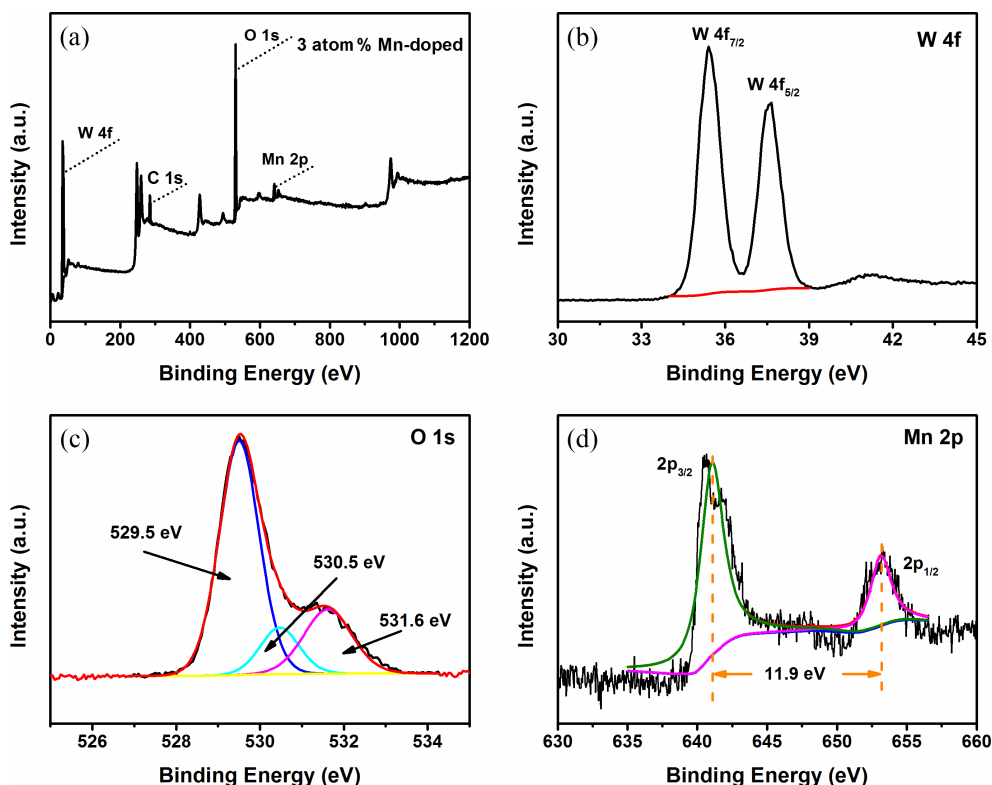 (a)
O 1s
3 atom % Mn-doped
W 4f
C 1s
Mn 2p
Intensity (a.u.)
0 200 400 600 800 1000 1200
Binding Energy (eV)
(b)
W 4f
W 4f7/2
W 4f5/2
Intensity (a.u.)
30 33 36 39 42 45
Binding Energy (eV)
(c)
O 1s
529.5 eV
530.5 eV
531.6 eV
Intensity (a.u.)
526 528 530 532 534
Binding Energy (eV)
(d)
Mn 2p
2p3/2
2p1/2
11.9 eV
Intensity (a.u.)
630 635 640 645 650 655 660
Binding Energy (eV)